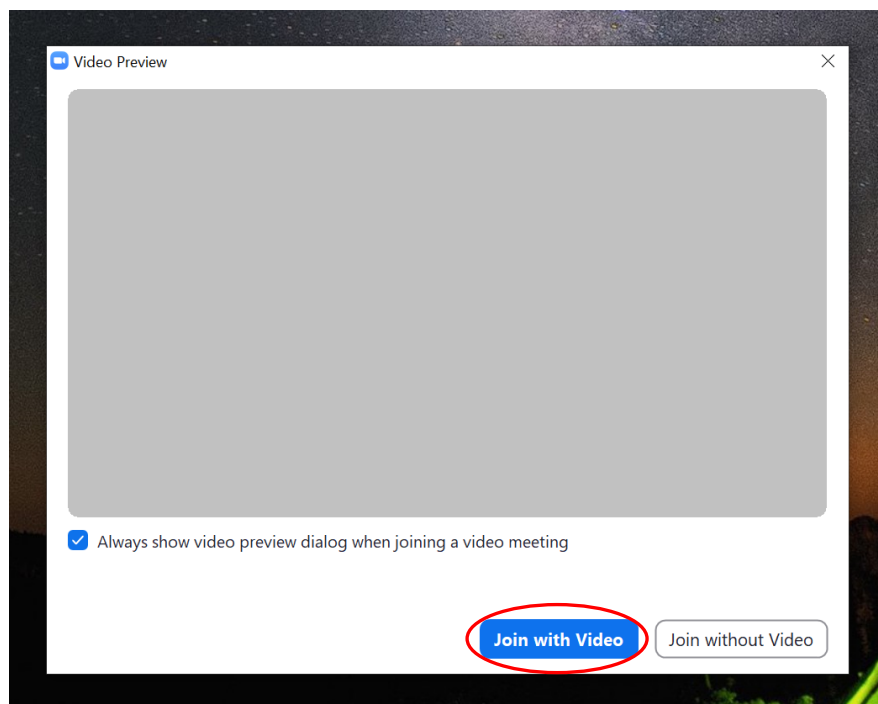 Video Preview
Always show video preview dialog when joining a video meeting
Join with Video
Join without Video